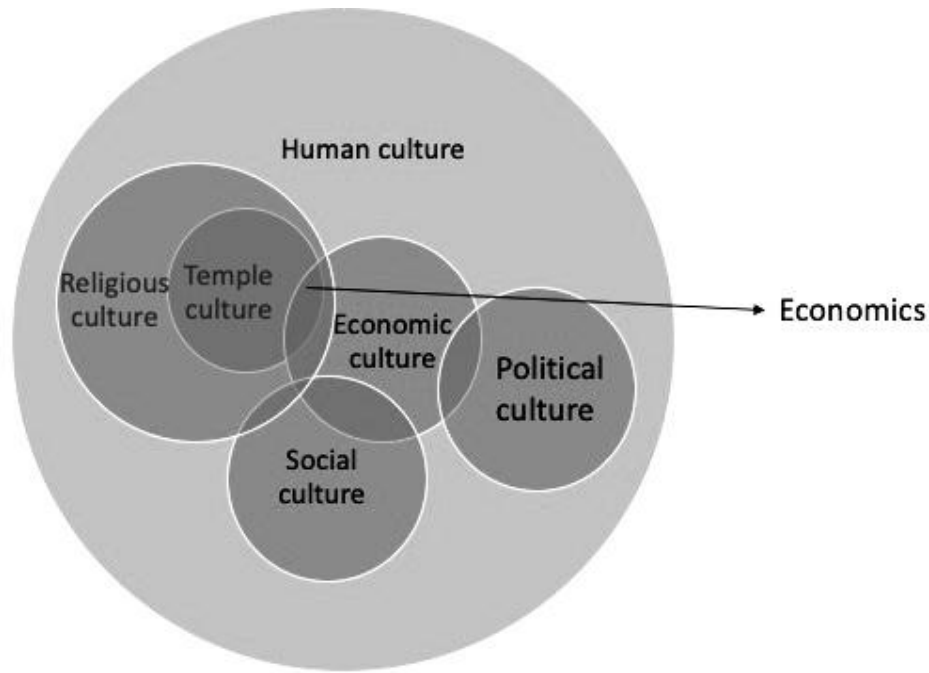 Human culture
Religious
culture
Temple
culture
Economic
culture
Economics
Political
culture
Social
culture